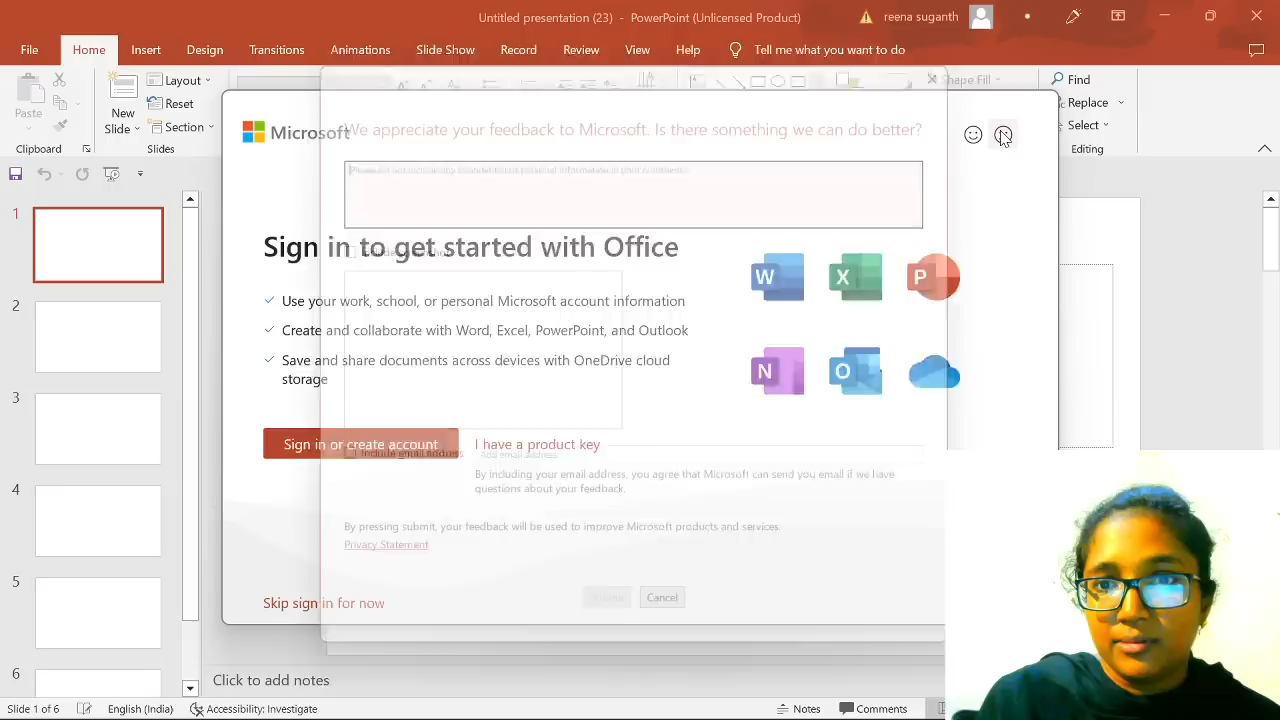 Untitled presentation (23) - PowerPoint (Unlicensed Product)
reena suganth
File Home Insert Design Transitions Animations Slide Show Record Review View Help Tell me what you want to do
Paste
New
Slide
Layout
Reset
Section
Shape Fill
Find
Replace
Select
Clipboard
Slides
Editing
Microsoft
We appreciate your feedback to Microsoft. Is there something we can do better?
Sign in to get started with Office
Use your work, school, or personal Microsoft account information
Create and collaborate with Word, Excel, PowerPoint, and Outlook
Save and share documents across devices with OneDrive cloud
storage
W X P
N O
Sign in or create account
I have a product key
Include email address
Add email address
By including your email address, you agree that Microsoft can send you email if we have
questions about your feedback.
By pressing submit, your feedback will be used to improve Microsoft products and services.
Privacy Statement
Cancel
Skip sign in for now
1
2
3
4
5
6
Click to add notes
Slide 1 of 6
English (India)
Accessibility: Investigate
Notes
Comments